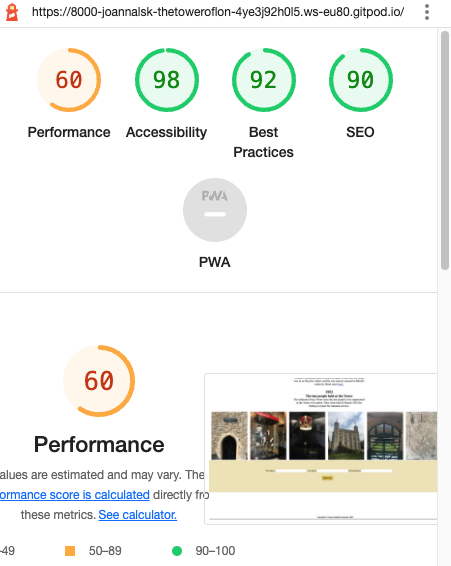 https://8000-joannalsk-thetoweroflon-4ye3j92h0l5.ws-eu80.gitpod.io/
60
98
92
90
Performance
Accessibility
Best
Practices
SEO
PWA
PWA
60
Performance
alues are estimated and may vary. The
ormance score is calculated directly fro
these metrics. See calculator.
–49
50–89
90–100